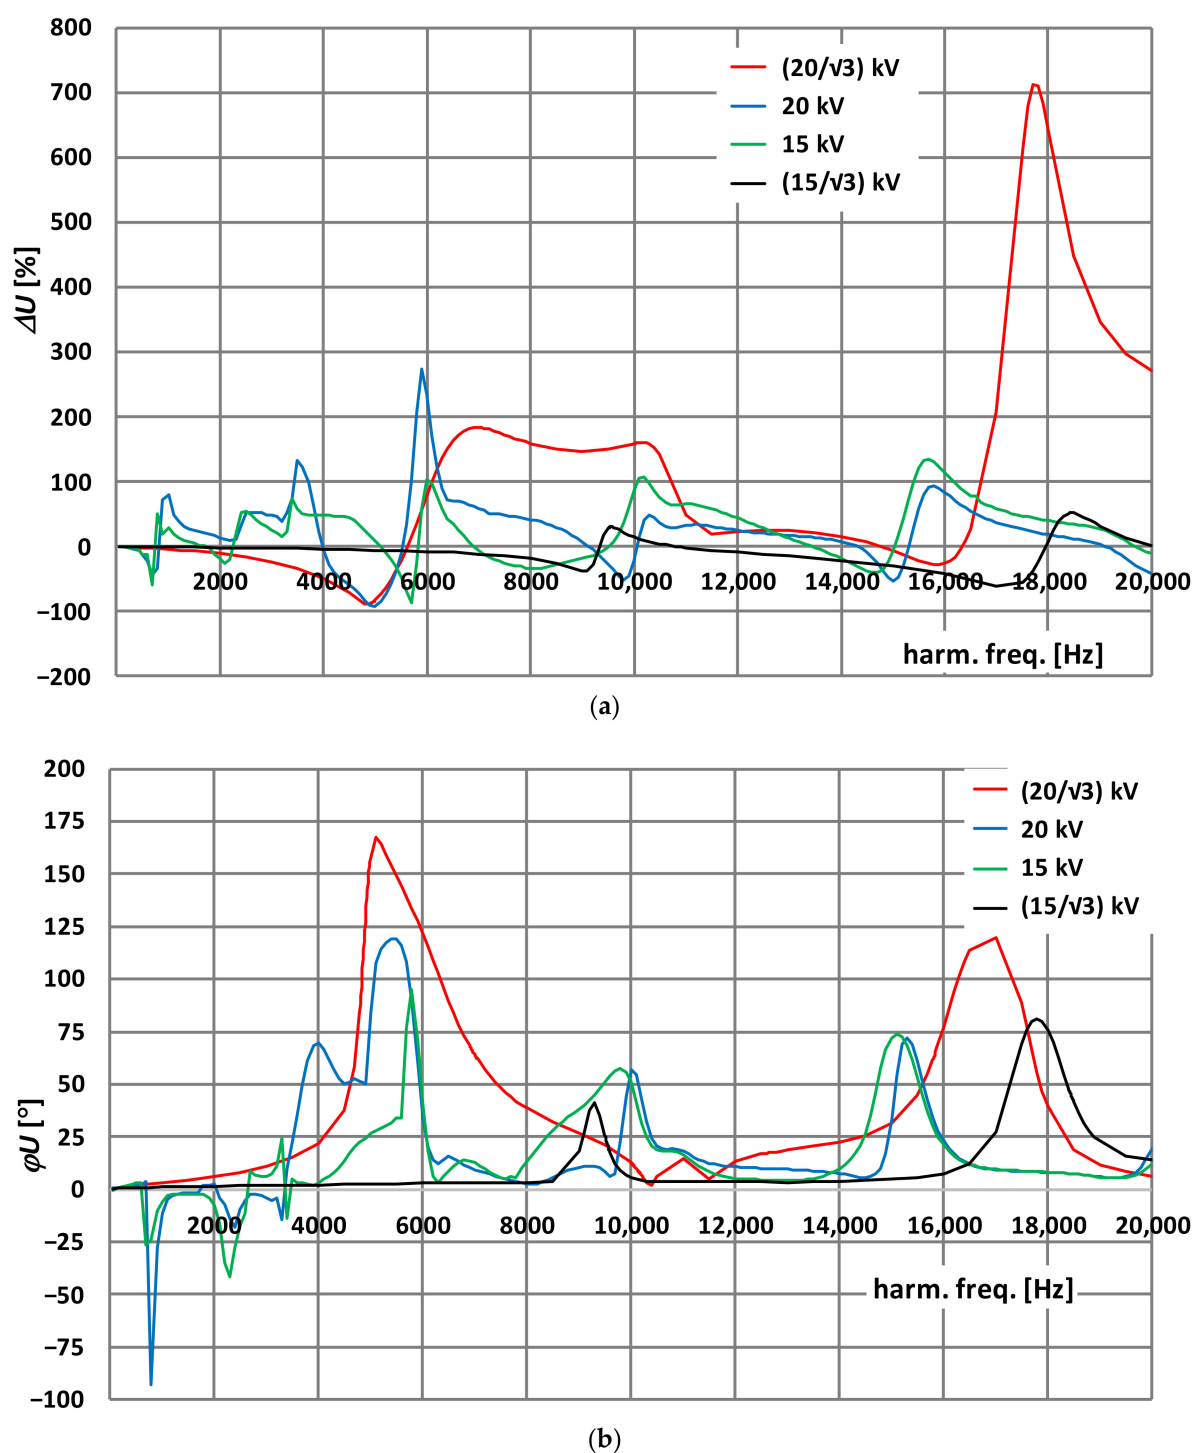 800
700
600
500
400
300
200
100
0
−100
−200
ΔU [%]
(20/√3) kV
20 kV
15 kV
(15/√3) kV
2000 4000 6000 8000 10,000 12,000 14,000 16,000 18,000 20,000
harm. freq. [Hz]
(a)
200
175
150
125
100
75
50
25
0
−25
−50
−75
−100
φU [°]
(20/√3) kV
20 kV
15 kV
(15/√3) kV
2000 4000 6000 8000 10,000 12,000 14,000 16,000 18,000 20,000
harm. freq. [Hz]
(b)